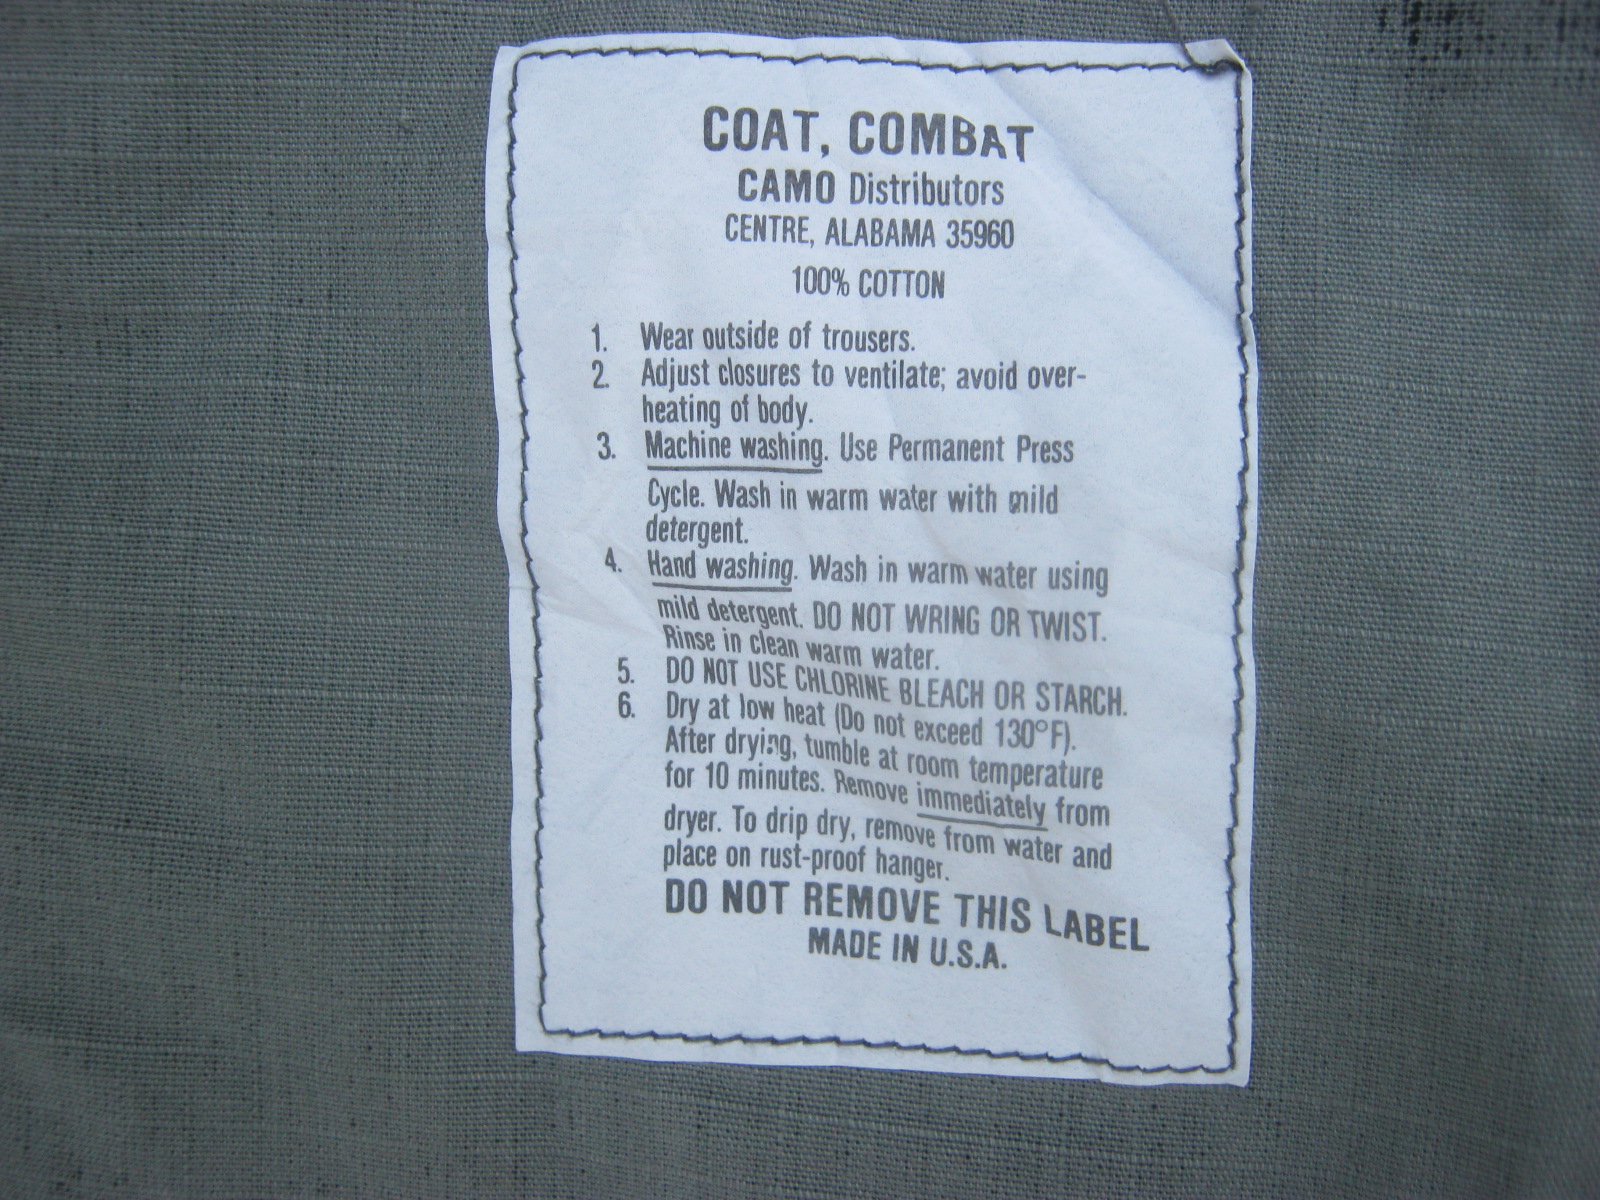 COAT, COMBAT
CAMO Distributors
CENTRE, ALABAMA 35960
100% COTTON
1. Wear outside of trousers.
2. Adjust closures to ventilate; avoid over-
heating of body.
3. Machine washing. Use Permanent Press
Cycle. Wash in warm water with mild
detergent.
4. Hand washing. Wash in warm water using
mild detergent. DO NOT WRING OR TWIST.
Rinse in clean warm water.
5. DO NOT USE CHLORINE BLEACH OR STARCH.
6. Dry at low heat (Do not exceed 130°F).
After drying, tumble at room temperature
for 10 minutes. Remove immediately from
dryer. To drip dry, remove from water and
place on rust-proof hanger.
DO NOT REMOVE THIS LABEL
MADE IN U.S.A.